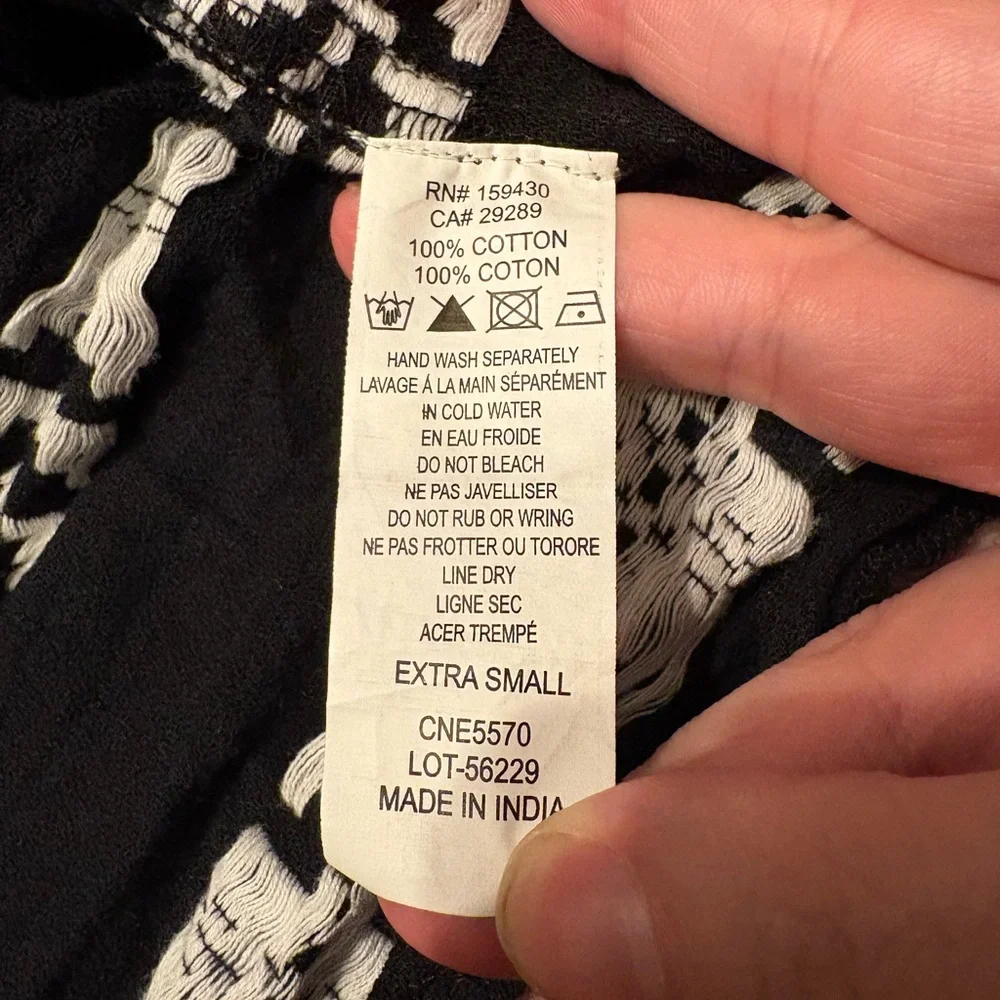 RN# 159430
CA# 29289
100% COTTON
100% COTON
HAND WASH SEPARATELY
LAVAGE Á LA MAIN SÉPARÉMENT
IN COLD WATER
EN EAU FROIDE
DO NOT BLEACH
NE PAS JAVELLISER
DO NOT RUB OR WRING
NE PAS FROTTER OU TORORE
LINE DRY
LIGNE SEC
ACER TREMPÉ
EXTRA SMALL
CNE5570
LOT-56229
MADE IN INDIA